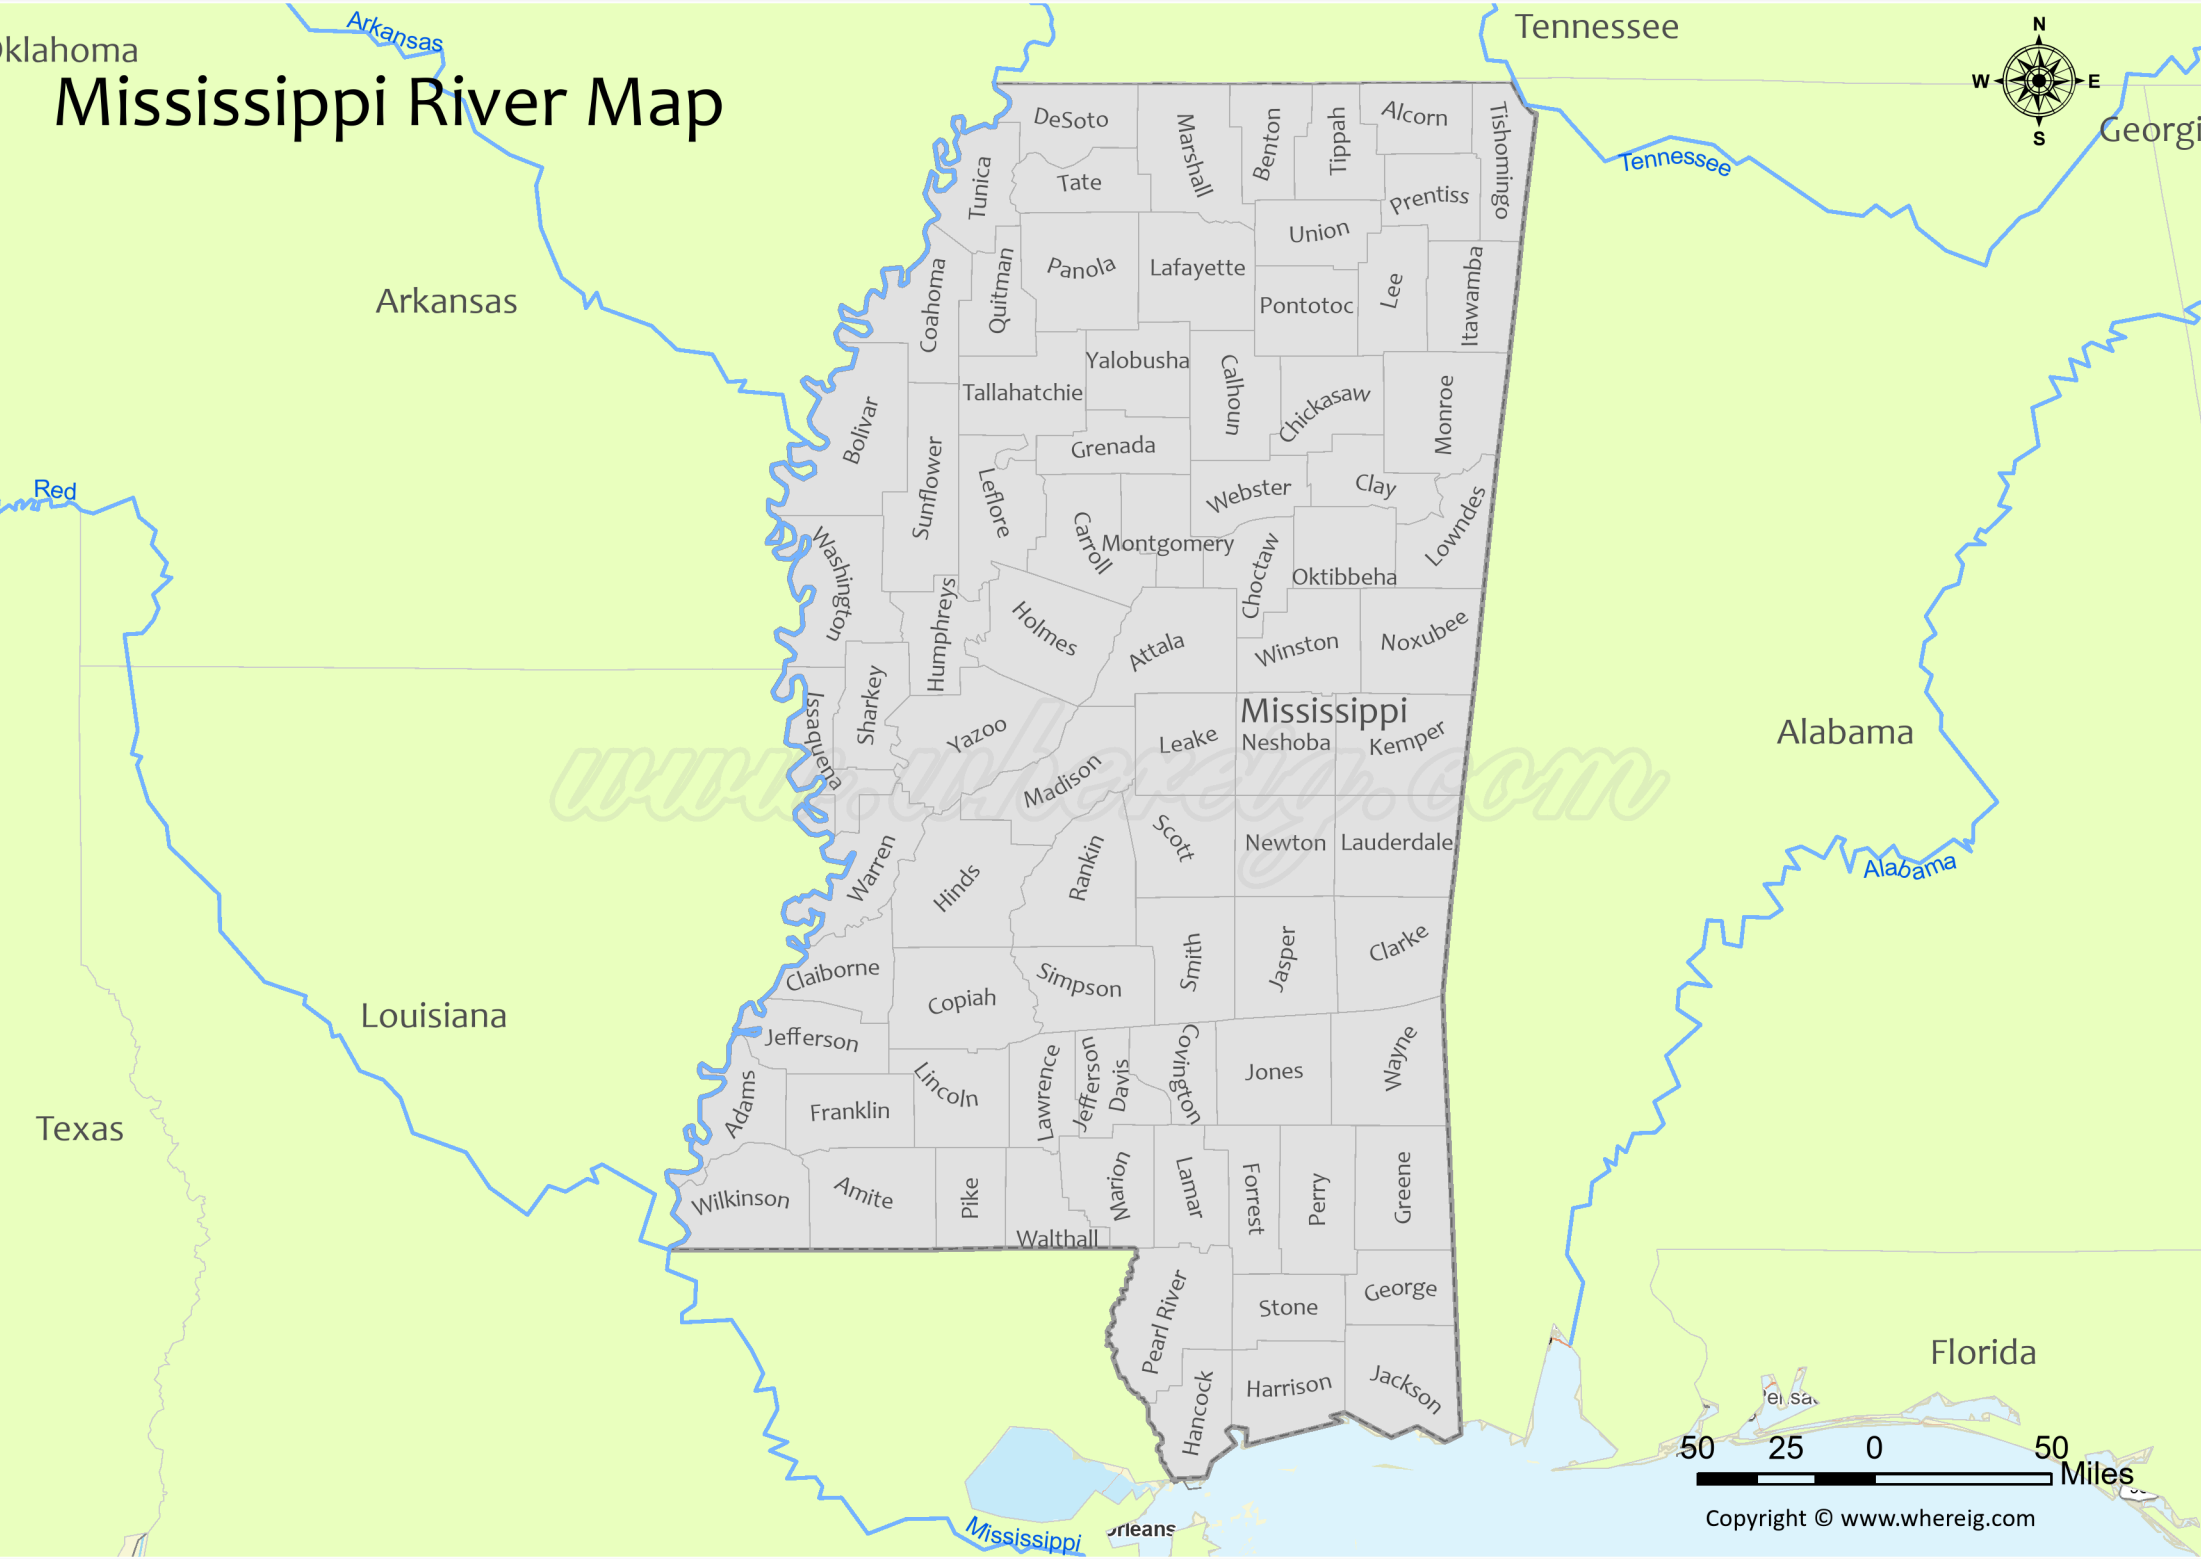 Arkansas
Tennessee
Oklahoma
N
W
E
S
Mississippi River Map
Georgi
DeSoto
Marshall
Benton
Tippah
Alcorn
Tishomingo
Tennessee
Tunica
Tate
Prentiss
Union
Panola
Lafayette
Coahoma
Quitman
Pontotoc
Lee
Itawamba
Arkansas
Yalobusha
Tallahatchie
Calhoun
Chickasaw
Monroe
Bolivar
Grenada
Sunflower
Leflore
Webster
Clay
Red
Carroll
Montgomery
Choctaw
Oktibbeha
Lowndes
Washington
Humphreys
Holmes
Attala
Winston
Noxubee
Issaquena
Sharkey
Yazoo
Mississippi
Leake
Neshoba
Kemper
Alabama
www.whereig.com
Madison
Warren
Hinds
Rankin
Scott
Newton
Lauderdale
Alabama
Claiborne
Copiah
Simpson
Smith
Jasper
Clarke
Louisiana
Jefferson
Lincoln
Lawrence
Jefferson
Davis
Covington
Jones
Wayne
Adams
Franklin
Texas
Wilkinson
Amite
Pike
Walthall
Marion
Lamar
Forrest
Perry
Greene
Pearl River
Stone
George
Florida
Hancock
Harrison
Jackson
50 25 0 50
Miles
Copyright © www.whereig.com
Mississippi